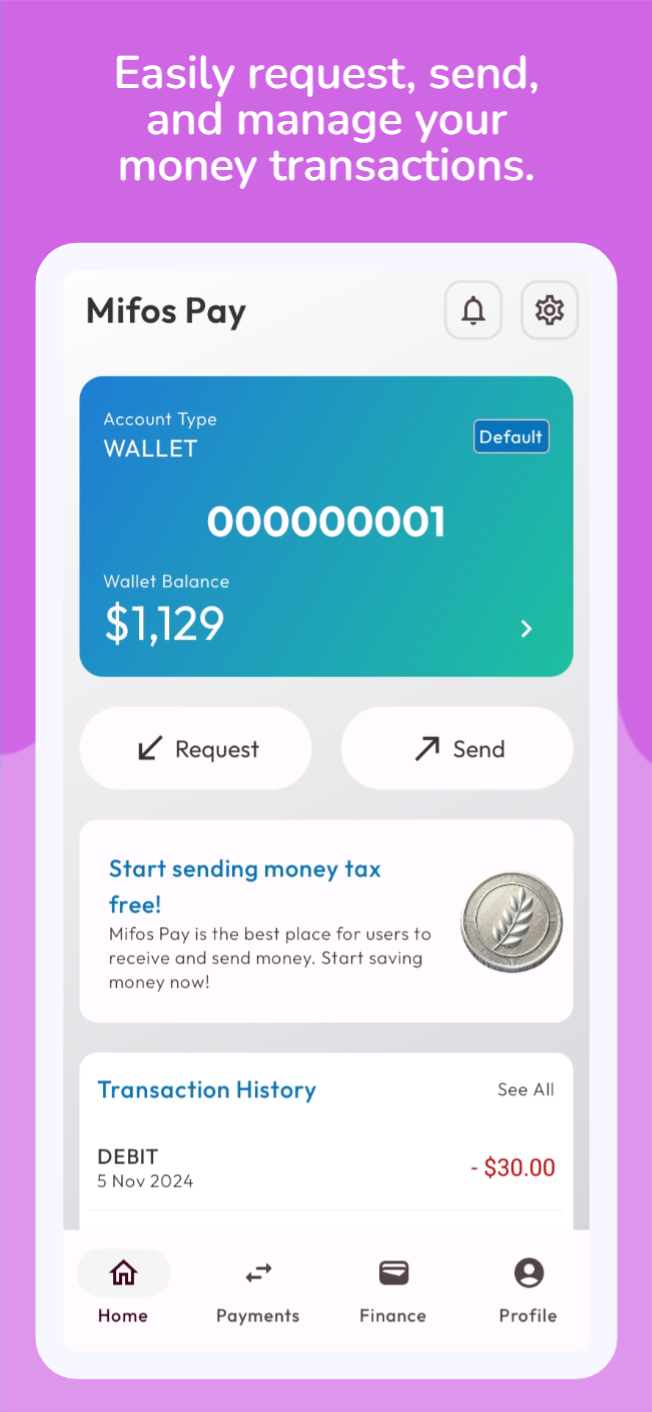 Easily request, send,
and manage your
money transactions.
Mifos Pay
Account Type
WALLET
Default
000000001
Wallet Balance
$1,129
Request
Send
Start sending money tax
free!
Mifos Pay is the best place for users to
receive and send money. Start saving
money now!
Transaction History
See All
DEBIT
5 Nov 2024
- $30.00
Home
Payments
Finance
Profile